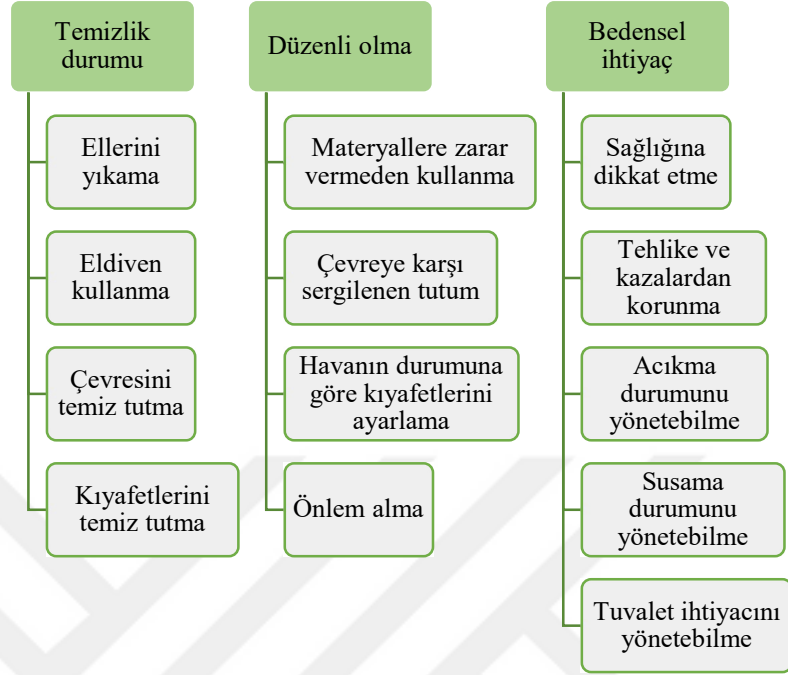 Temizlik
durumu
Ellerini
yıkama
Eldiven
kullanma
Çevresini
temiz tutma
Kıyafetlerini
temiz tutma
Düzenli olma
Materyallere zarar
vermeden kullanma
Çevreye karşı
sergilenen tutum
Havanın durumuna
göre kıyafetlerini
ayarlama
Önlem alma
Bedensel
ihtiyaç
Sağlığına
dikkat etme
Tehlike ve
kazalardan
korunma
Acıkma
durumunu
yönetebilme
Susama
durumunu
yönetebilme
Tuvalet ihtiyacını
yönetebilme